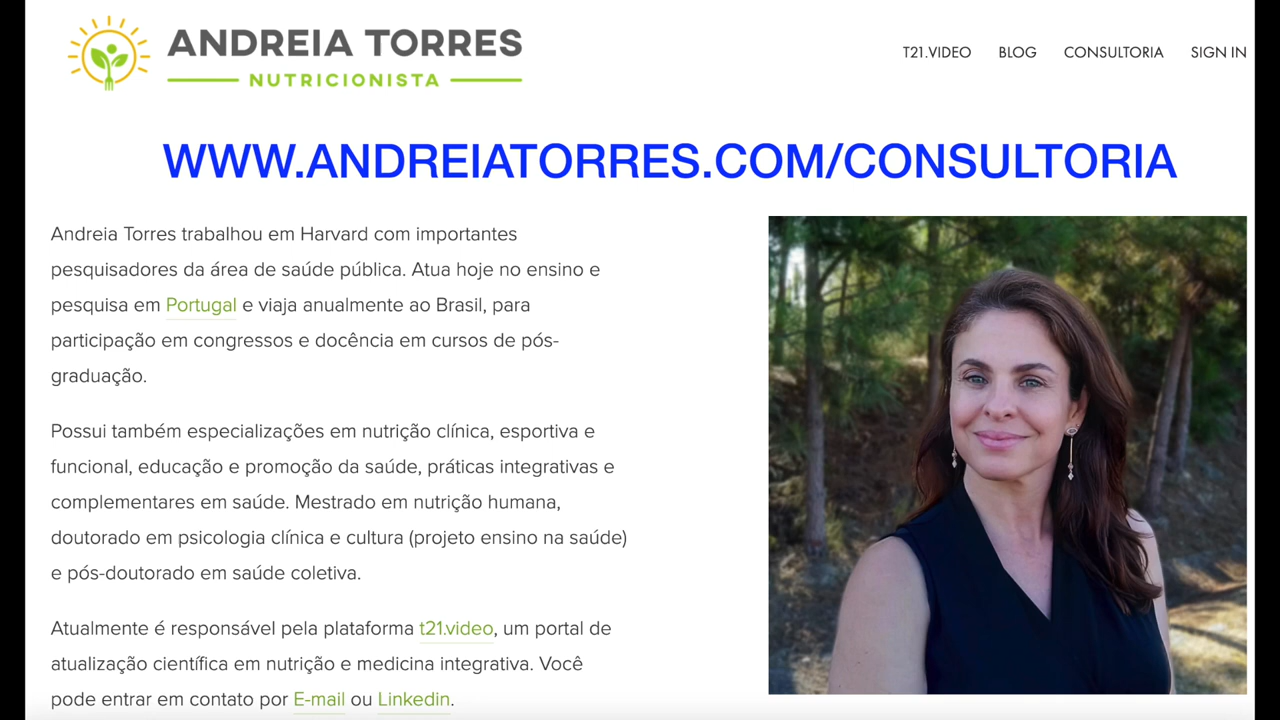 ANDREIA TORRES
NUTRICIONISTA
T21.VIDEO BLOG CONSULTORIA SIGN IN
WWW.ANDREIATORRES.COM/CONSULTORIA
Andreia Torres trabalhou em Harvard com importantes
pesquisadores da área de saúde pública. Atua hoje no ensino e
pesquisa em Portugal e viaja anualmente ao Brasil, para
participação em congressos e docência em cursos de pós-
graduação.
Possui também especializações em nutrição clínica, esportiva e
funcional, educação e promoção da saúde, práticas integrativas e
complementares em saúde. Mestrado em nutrição humana,
doutorado em psicologia clínica e cultura (projeto ensino na saúde)
e pós-doutorado em saúde coletiva.
Atualmente é responsável pela plataforma t21.video, um portal de
atualização científica em nutrição e medicina integrativa. Você
pode entrar em contato por E-mail ou Linkedin.